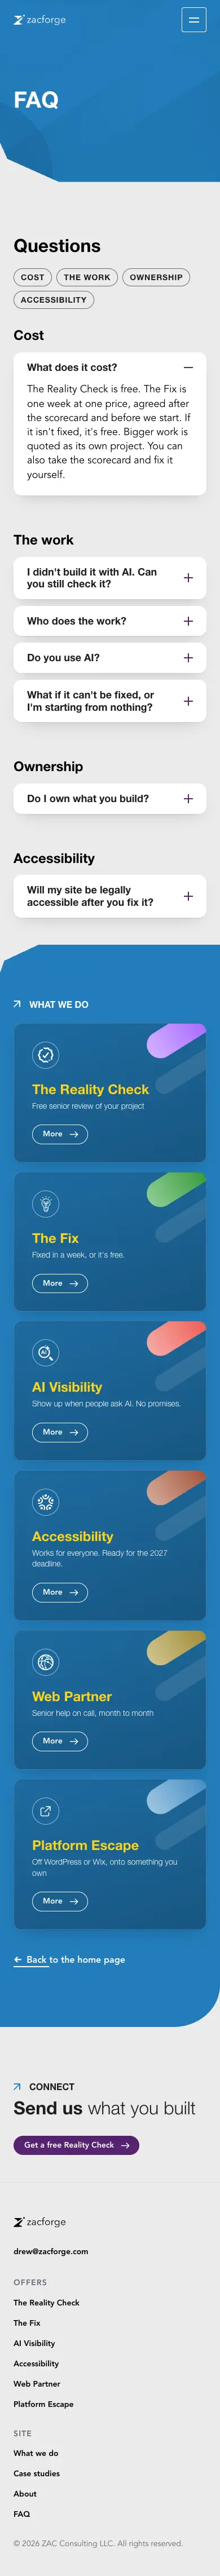 zacforge
FAQ
Questions
COST
THE WORK
OWNERSHIP
ACCESSIBILITY
Cost
What does it cost?
The Reality Check is free. The Fix is
one week at one price, agreed after
the scorecard and before we start. If
it isn't fixed, it's free. Bigger work is
quoted as its own project. You can
also take the scorecard and fix it
yourself.
The work
I didn't build it with AI. Can
you still check it?
Who does the work?
Do you use AI?
What if it can't be fixed, or
I'm starting from nothing?
Ownership
Do I own what you build?
Accessibility
Will my site be legally
accessible after you fix it?
WHAT WE DO
The Reality Check
Free senior review of your project
More
The Fix
Fixed in a week, or it's free.
More
AI Visibility
Show up when people ask AI. No promises.
More
Accessibility
Works for everyone. Ready for the 2027
deadline.
More
Web Partner
Senior help on call, month to month
More
Platform Escape
Off WordPress or Wix, onto something you
own
More
Back to the home page
CONNECT
Send us what you built
Get a free Reality Check
zacforge
drew@zacforge.com
OFFERS
The Reality Check
The Fix
AI Visibility
Accessibility
Web Partner
Platform Escape
SITE
What we do
Case studies
About
FAQ
© 2026 ZAC Consulting LLC. All rights reserved.